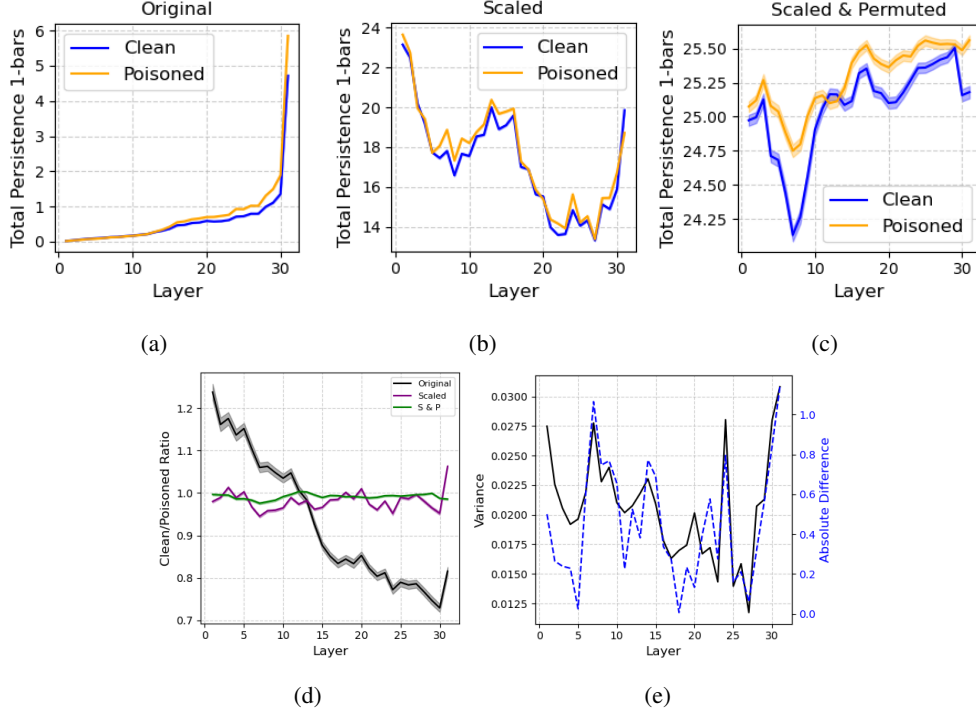 Original
Total Persistence 1-bars
6
5
4
3
2
1
0
Clean
Poisoned
0
10
20
30
Layer
(a)
Scaled
Total Persistence 1-bars
24
22
20
18
16
14
Clean
Poisoned
0
10
20
30
Layer
(b)
Scaled & Permuted
Total Persistence 1-bars
25.50
25.25
25.00
24.75
24.50
24.25
Clean
Poisoned
0
10
20
30
Layer
(c)
Clean/Poisoned Ratio
1.2
1.1
1.0
0.9
0.8
0.7
Original
Scaled
S & P
0
5
10
15
20
25
30
Layer
(d)
Variance
0.0300
0.0275
0.0250
0.0225
0.0200
0.0175
0.0150
0.0125
0
5
10
15
20
25
30
Layer
1.0
0.8
0.6
0.4
0.2
0.0
Absolute Difference
(e)